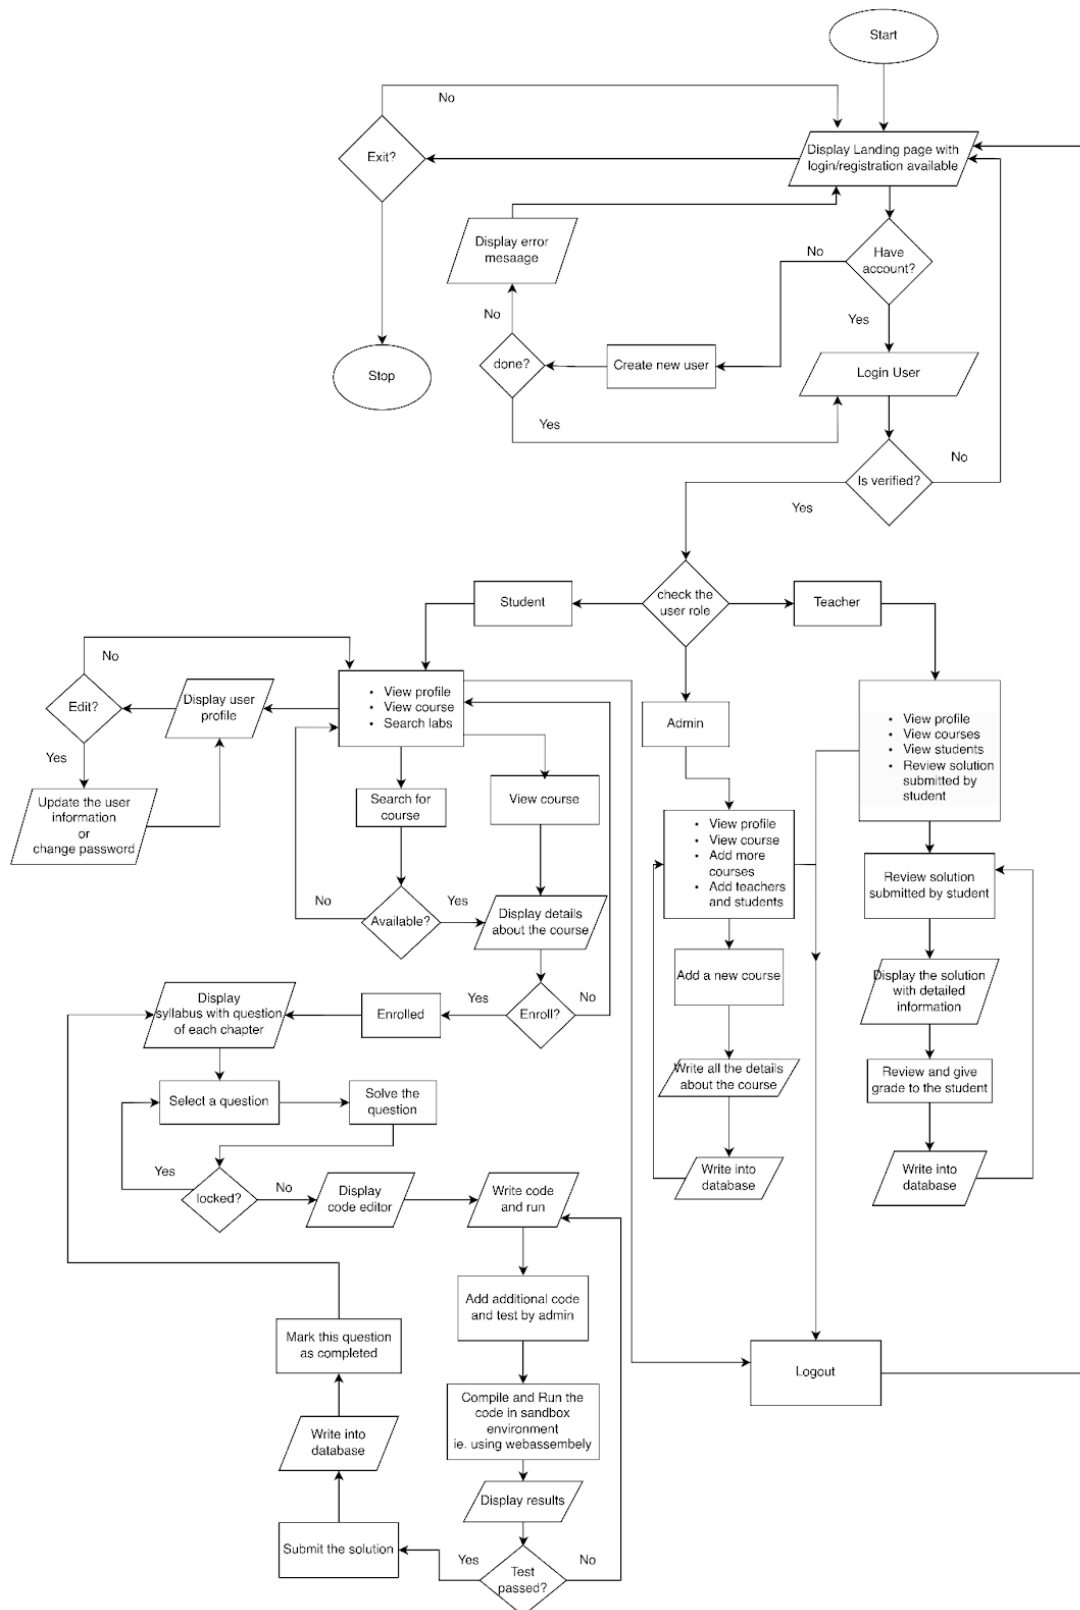 Start
No
Exit?
Display Landing page with
login/registration available
Display error
mesaage
No
Have
account?
No
Yes
Stop
done?
Create new user
Login User
Yes
Is verified?
No
Yes
Student
check the
user role
Teacher
No
Edit?
Display user
profile
• View profile
• View course
• Search labs
Admin
• View profile
• View courses
• View students
• Review solution
submitted by
student
Yes
Update the user
information
or
change password
Search for
course
View course
• View profile
• View course
• Add more
courses
• Add teachers
and students
Review solution
submitted by student
No
Available?
Yes
Display details
about the course
Add a new course
Display the solution
with detailed
information
Display
syllabus with question
of each chapter
Enrolled
Yes
Enroll?
No
Write all the details
about the course
Review and give
grade to the student
Select a question
Solve the
question
Yes
locked?
No
Display
code editor
Write code
and run
Write into
database
Write into
database
Add additional code
and test by admin
Mark this question
as completed
Logout
Compile and Run the
code in sandbox
environment
ie. using webassembely
Write into
database
Display results
Submit the solution
Yes
Test
passed?
No